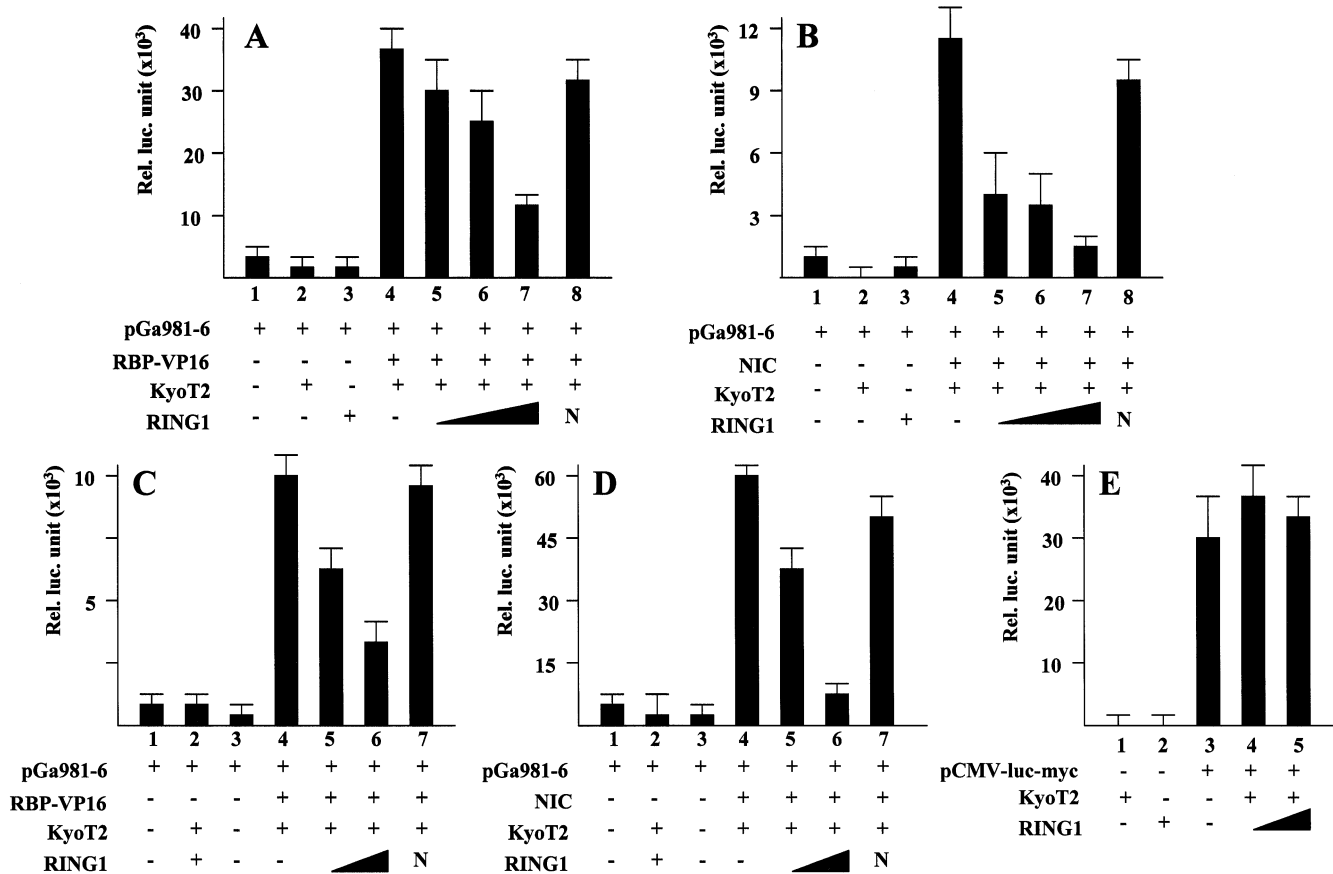 A
Rel. luc. unit (x10³)
40
30
20
10
1 2 3 4 5 6 7 8
pGa981-6 + + + + + + + +
RBP-VP16 - - - + + + + +
KyoT2 - + - + + + + +
RING1 - - + - N
B
Rel. luc. unit (x10³)
12
9
6
3
1 2 3 4 5 6 7 8
pGa981-6 + + + + + + + +
NIC - - - + + + + +
KyoT2 - + - + + + + +
RING1 - - + - N
C
Rel. luc. unit (x10³)
10
5
1 2 3 4 5 6 7
pGa981-6 + + + + + + +
RBP-VP16 - - - + + + +
KyoT2 - + - + + + +
RING1 - + - - N
D
Rel. luc. unit (x10³)
60
45
30
15
1 2 3 4 5 6 7
pGa981-6 + + + + + + +
NIC - - - + + + +
KyoT2 - + - + + + +
RING1 - + - - N
E
Rel. luc. unit (x10³)
40
30
20
10
1 2 3 4 5
pCMV-luc-myc - - + + +
KyoT2 + - - + +
RING1 - + -